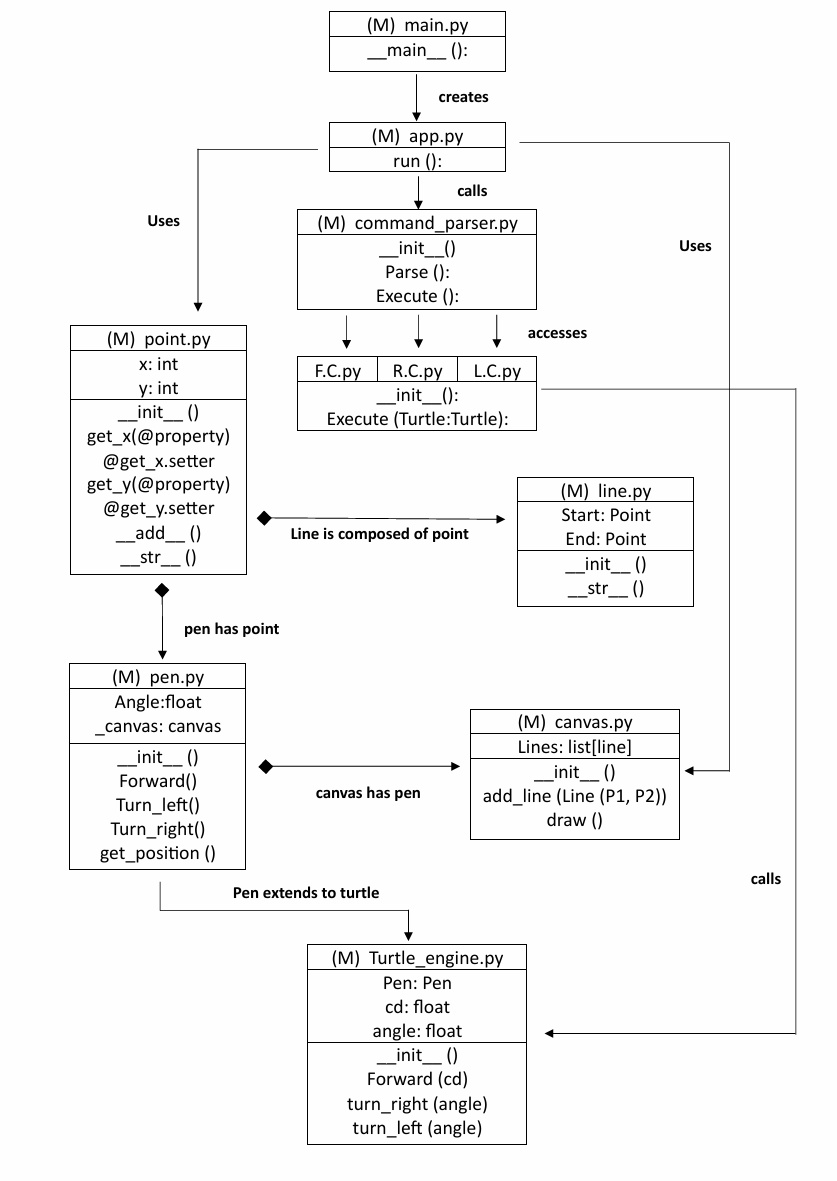 (M) main.py
__main__ ():
creates
(M) app.py
run ():
calls
Uses
Uses
(M) command_parser.py
__init__()
Parse ():
Execute ():
accesses
F.C.py R.C.py L.C.py
__init__():
Execute (Turtle:Turtle):
(M) point.py
x: int
y: int
__init__ ()
get_x(@property)
@get_x.setter
get_y(@property)
@get_y.setter
__add__ ()
__str__ ()
Line is composed of point
(M) line.py
Start: Point
End: Point
__init__ ()
__str__ ()
pen has point
(M) pen.py
Angle:float
_canvas: canvas
__init__ ()
Forward()
Turn_left()
Turn_right()
get_position ()
canvas has pen
(M) canvas.py
Lines: list[line]
__init__ ()
add_line (Line (P1, P2))
draw ()
calls
Pen extends to turtle
(M) Turtle_engine.py
Pen: Pen
cd: float
angle: float
__init__ ()
Forward (cd)
turn_right (angle)
turn_left (angle)